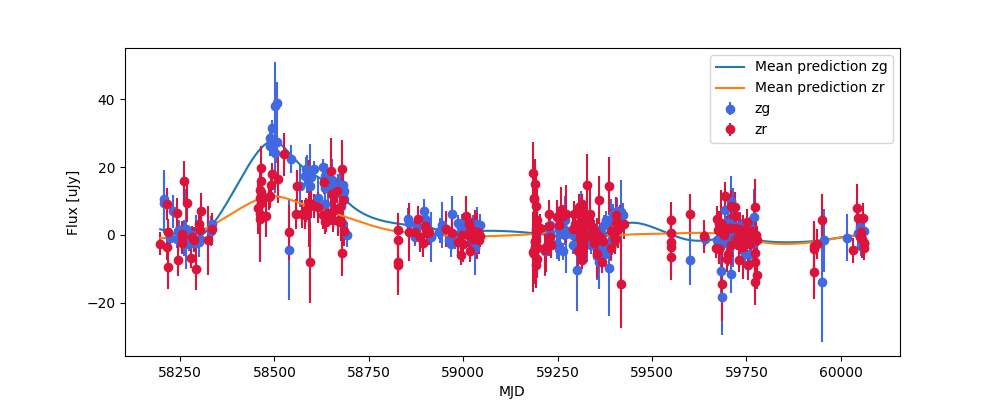 Mean prediction zg
Mean prediction zr
zg
zr
Flux [uJy]
40
20
0
−20
58250 58500 58750 59000 59250 59500 59750 60000
MJD